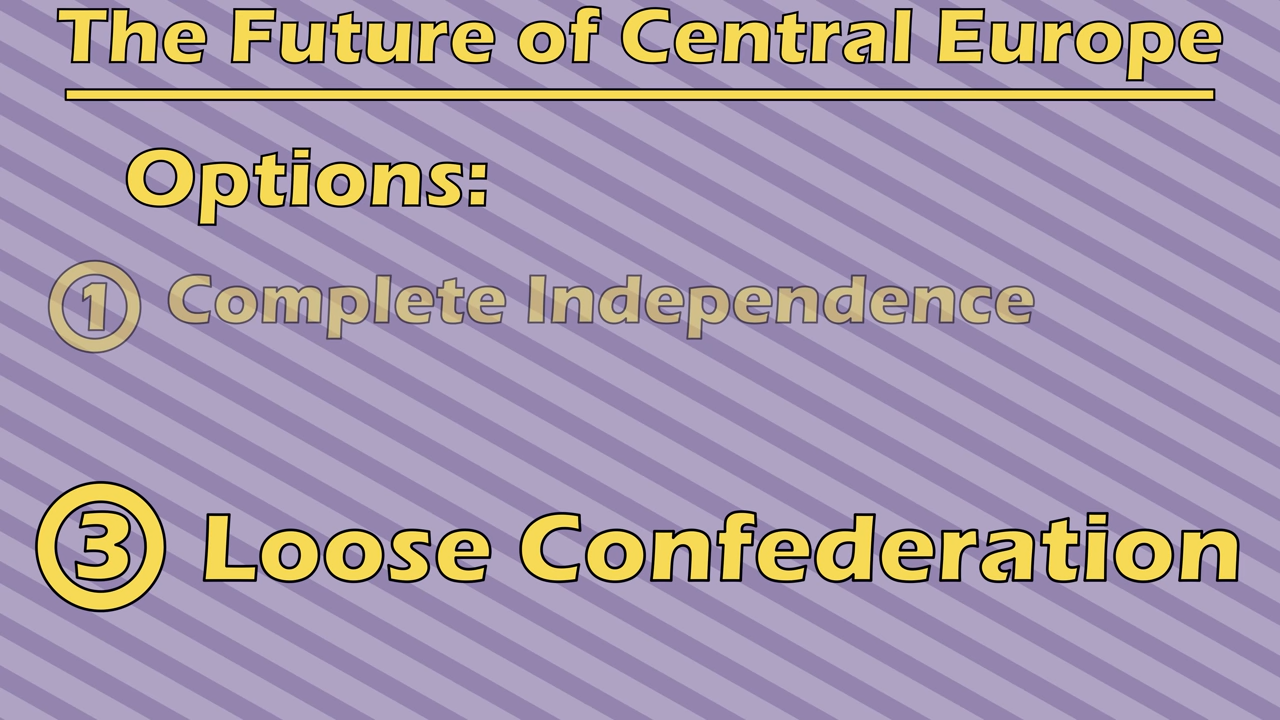 The Future of Central Europe
Options:
1 Complete Independence
3 Loose Confederation